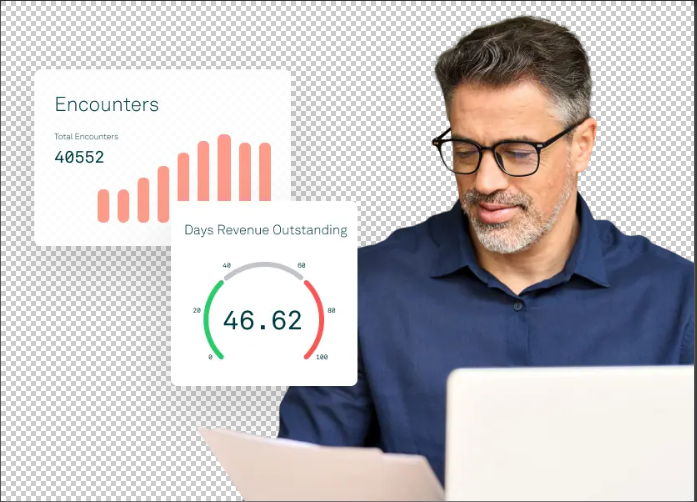 Encounters
Total Encounters
40552
Days Revenue Outstanding
40 60
20 46.62 80
0 100